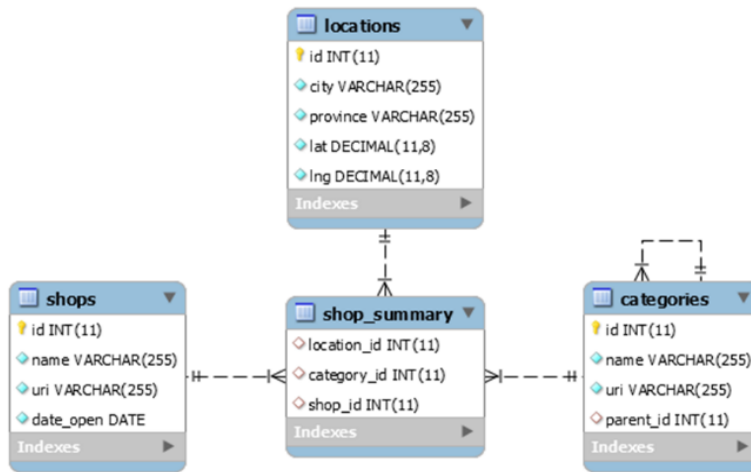 locations
id INT(11)
city VARCHAR(255)
province VARCHAR(255)
lat DECIMAL(11,8)
lng DECIMAL(11,8)
Indexes
shops
id INT(11)
name VARCHAR(255)
uri VARCHAR(255)
date_open DATE
Indexes
shop_summary
location_id INT(11)
category_id INT(11)
shop_id INT(11)
Indexes
categories
id INT(11)
name VARCHAR(255)
uri VARCHAR(255)
parent_id INT(11)
Indexes